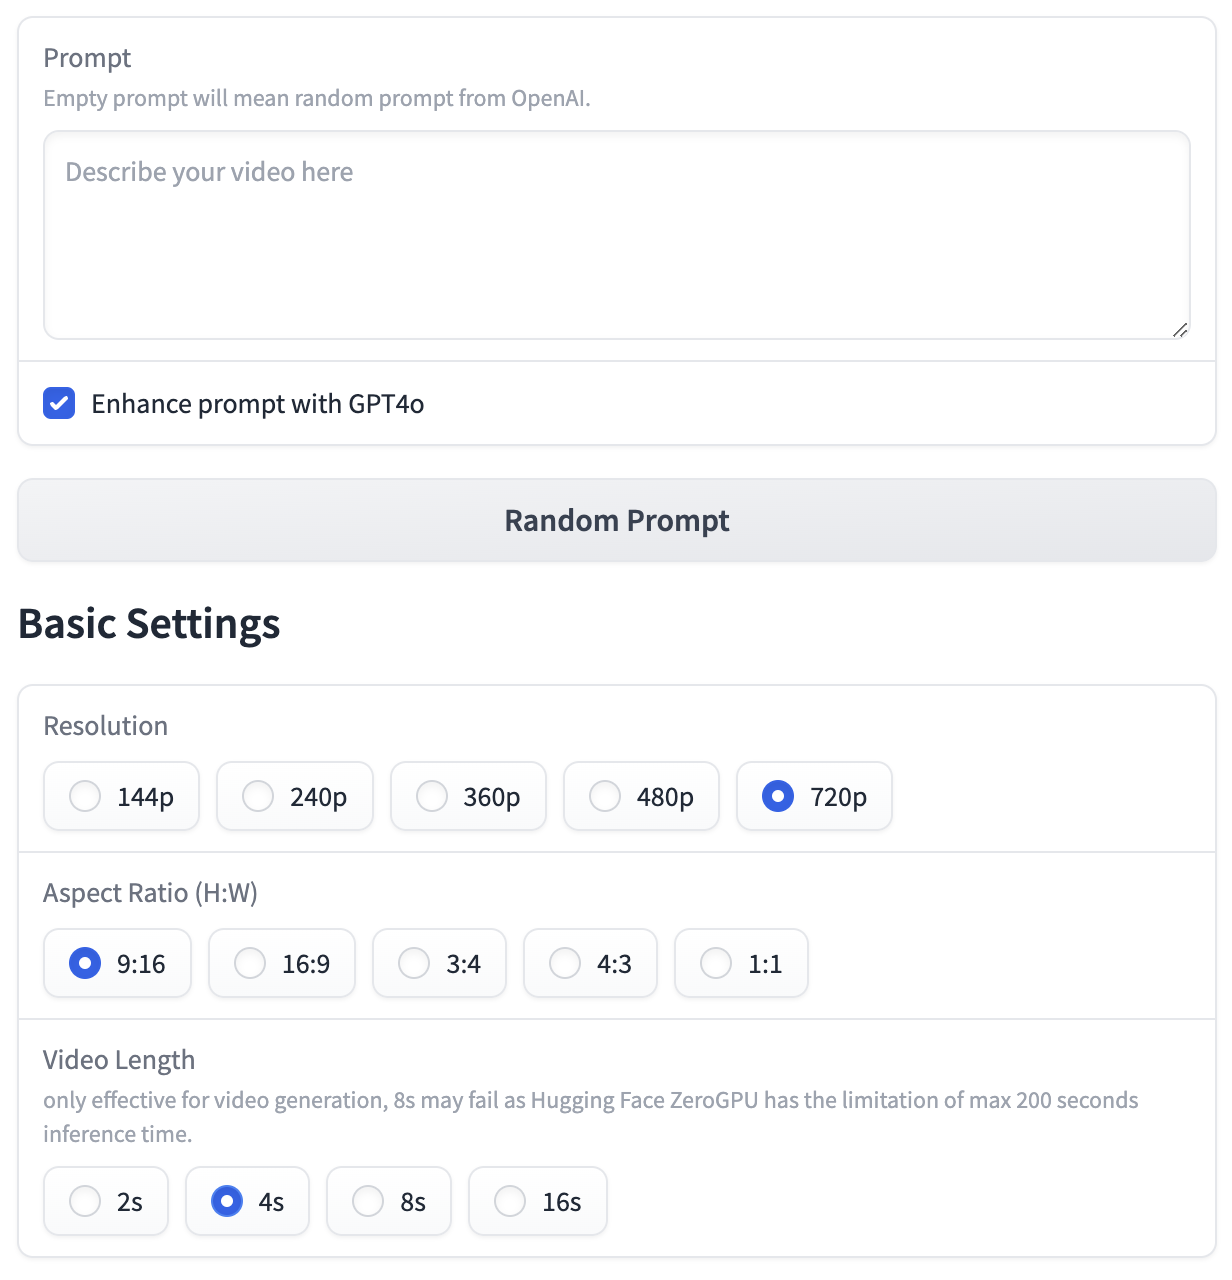 Prompt
Empty prompt will mean random prompt from OpenAI.
Describe your video here
Enhance prompt with GPT4o
Random Prompt
Basic Settings
Resolution
144p 240p 360p 480p 720p
Aspect Ratio (H:W)
9:16 16:9 3:4 4:3 1:1
Video Length
only effective for video generation, 8s may fail as Hugging Face ZeroGPU has the limitation of max 200 seconds
inference time.
2s 4s 8s 16s